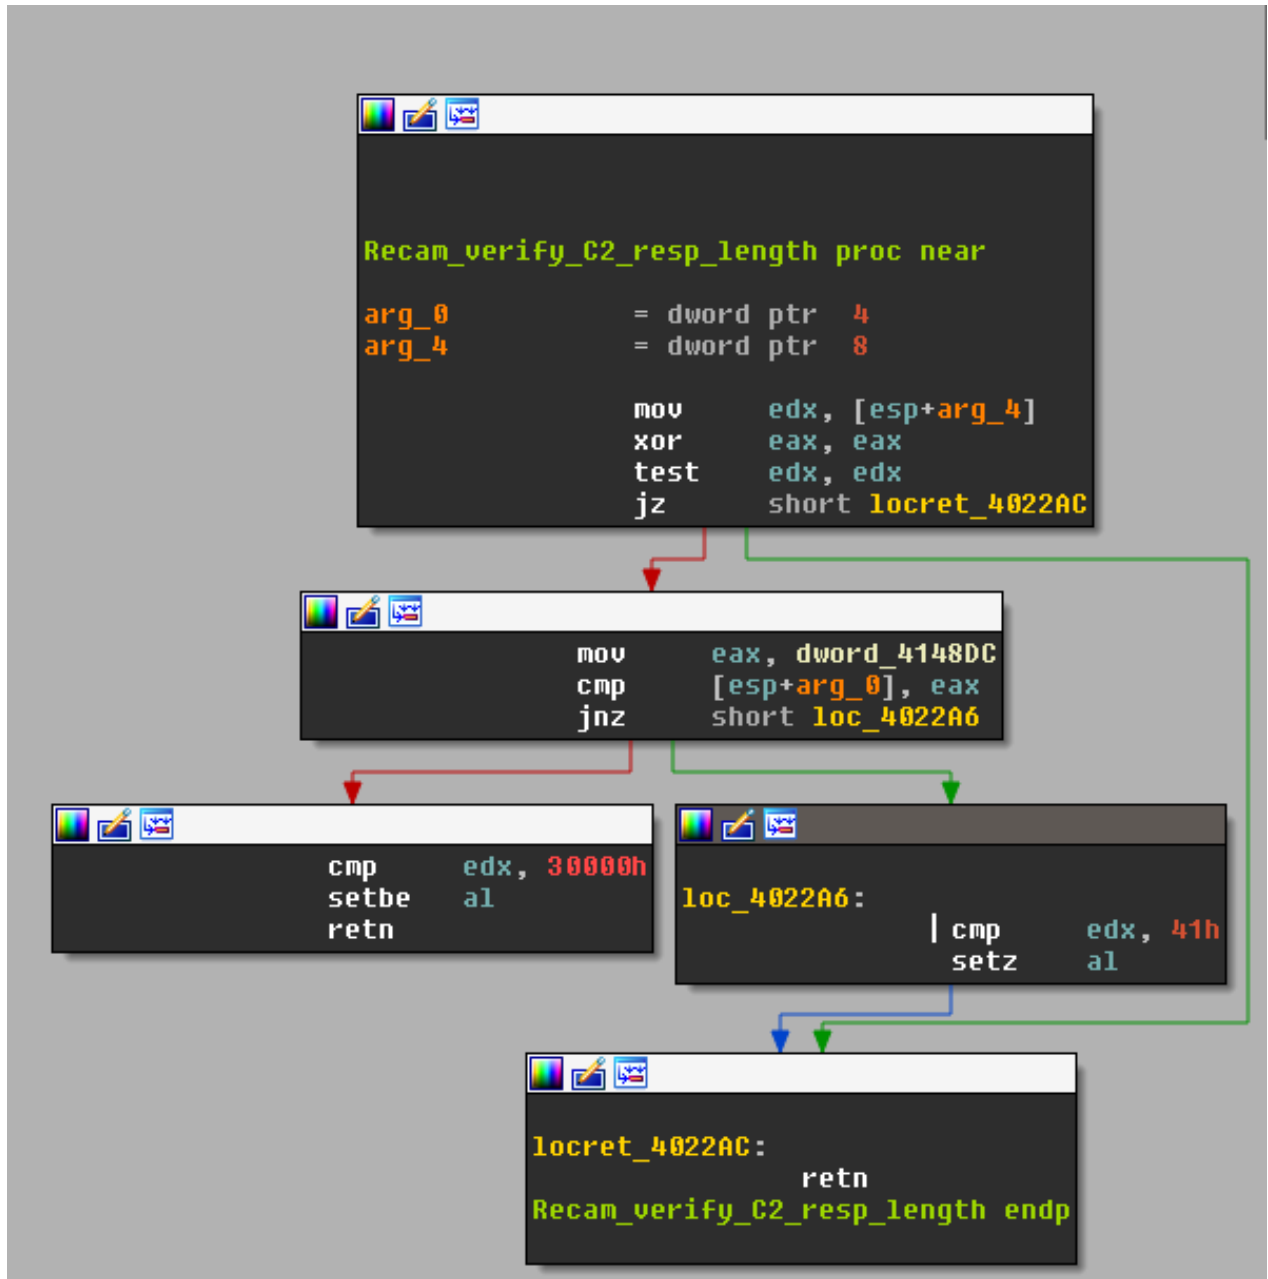 Recam_verify_C2_resp_length proc near
arg_0 = dword ptr 4
arg_4 = dword ptr 8
mov edx, [esp+arg_4]
xor eax, eax
test edx, edx
jz short locret_4022AC
mov eax, dword_4148DC
cmp [esp+arg_0], eax
jnz short loc_4022A6
cmp edx, 30000h
setbe al
retn
loc_4022A6:
cmp edx, 41h
setz al
locret_4022AC:
retn
Recam_verify_C2_resp_length endp